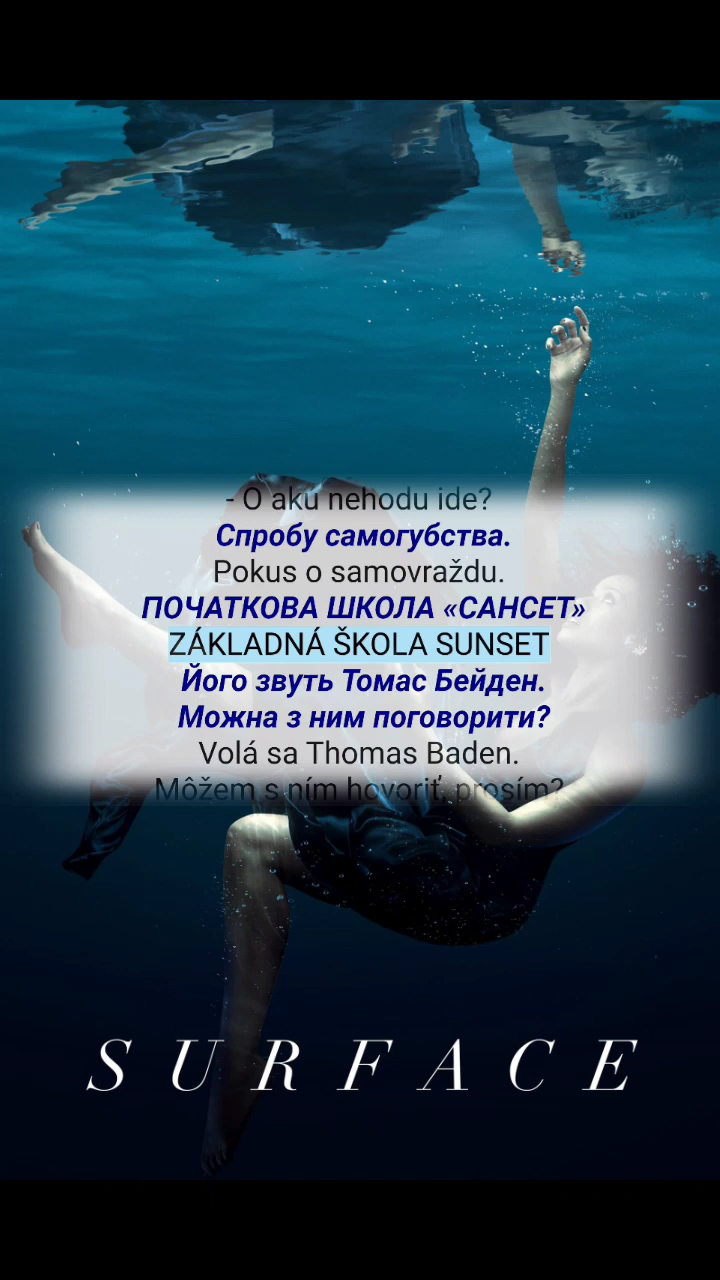 - O akú nehodu ide?
Спробу самогубства.
Pokus o samovraždu.
ПОЧАТКОВА ШКОЛА «САНСЕТ»
ZÁKLADNÁ ŠKOLA SUNSET
Його звуть Томас Бейден.
Можна з ним поговорити?
Volá sa Thomas Baden.
Môžem s ním hovoriť, prosím?
SURFACE